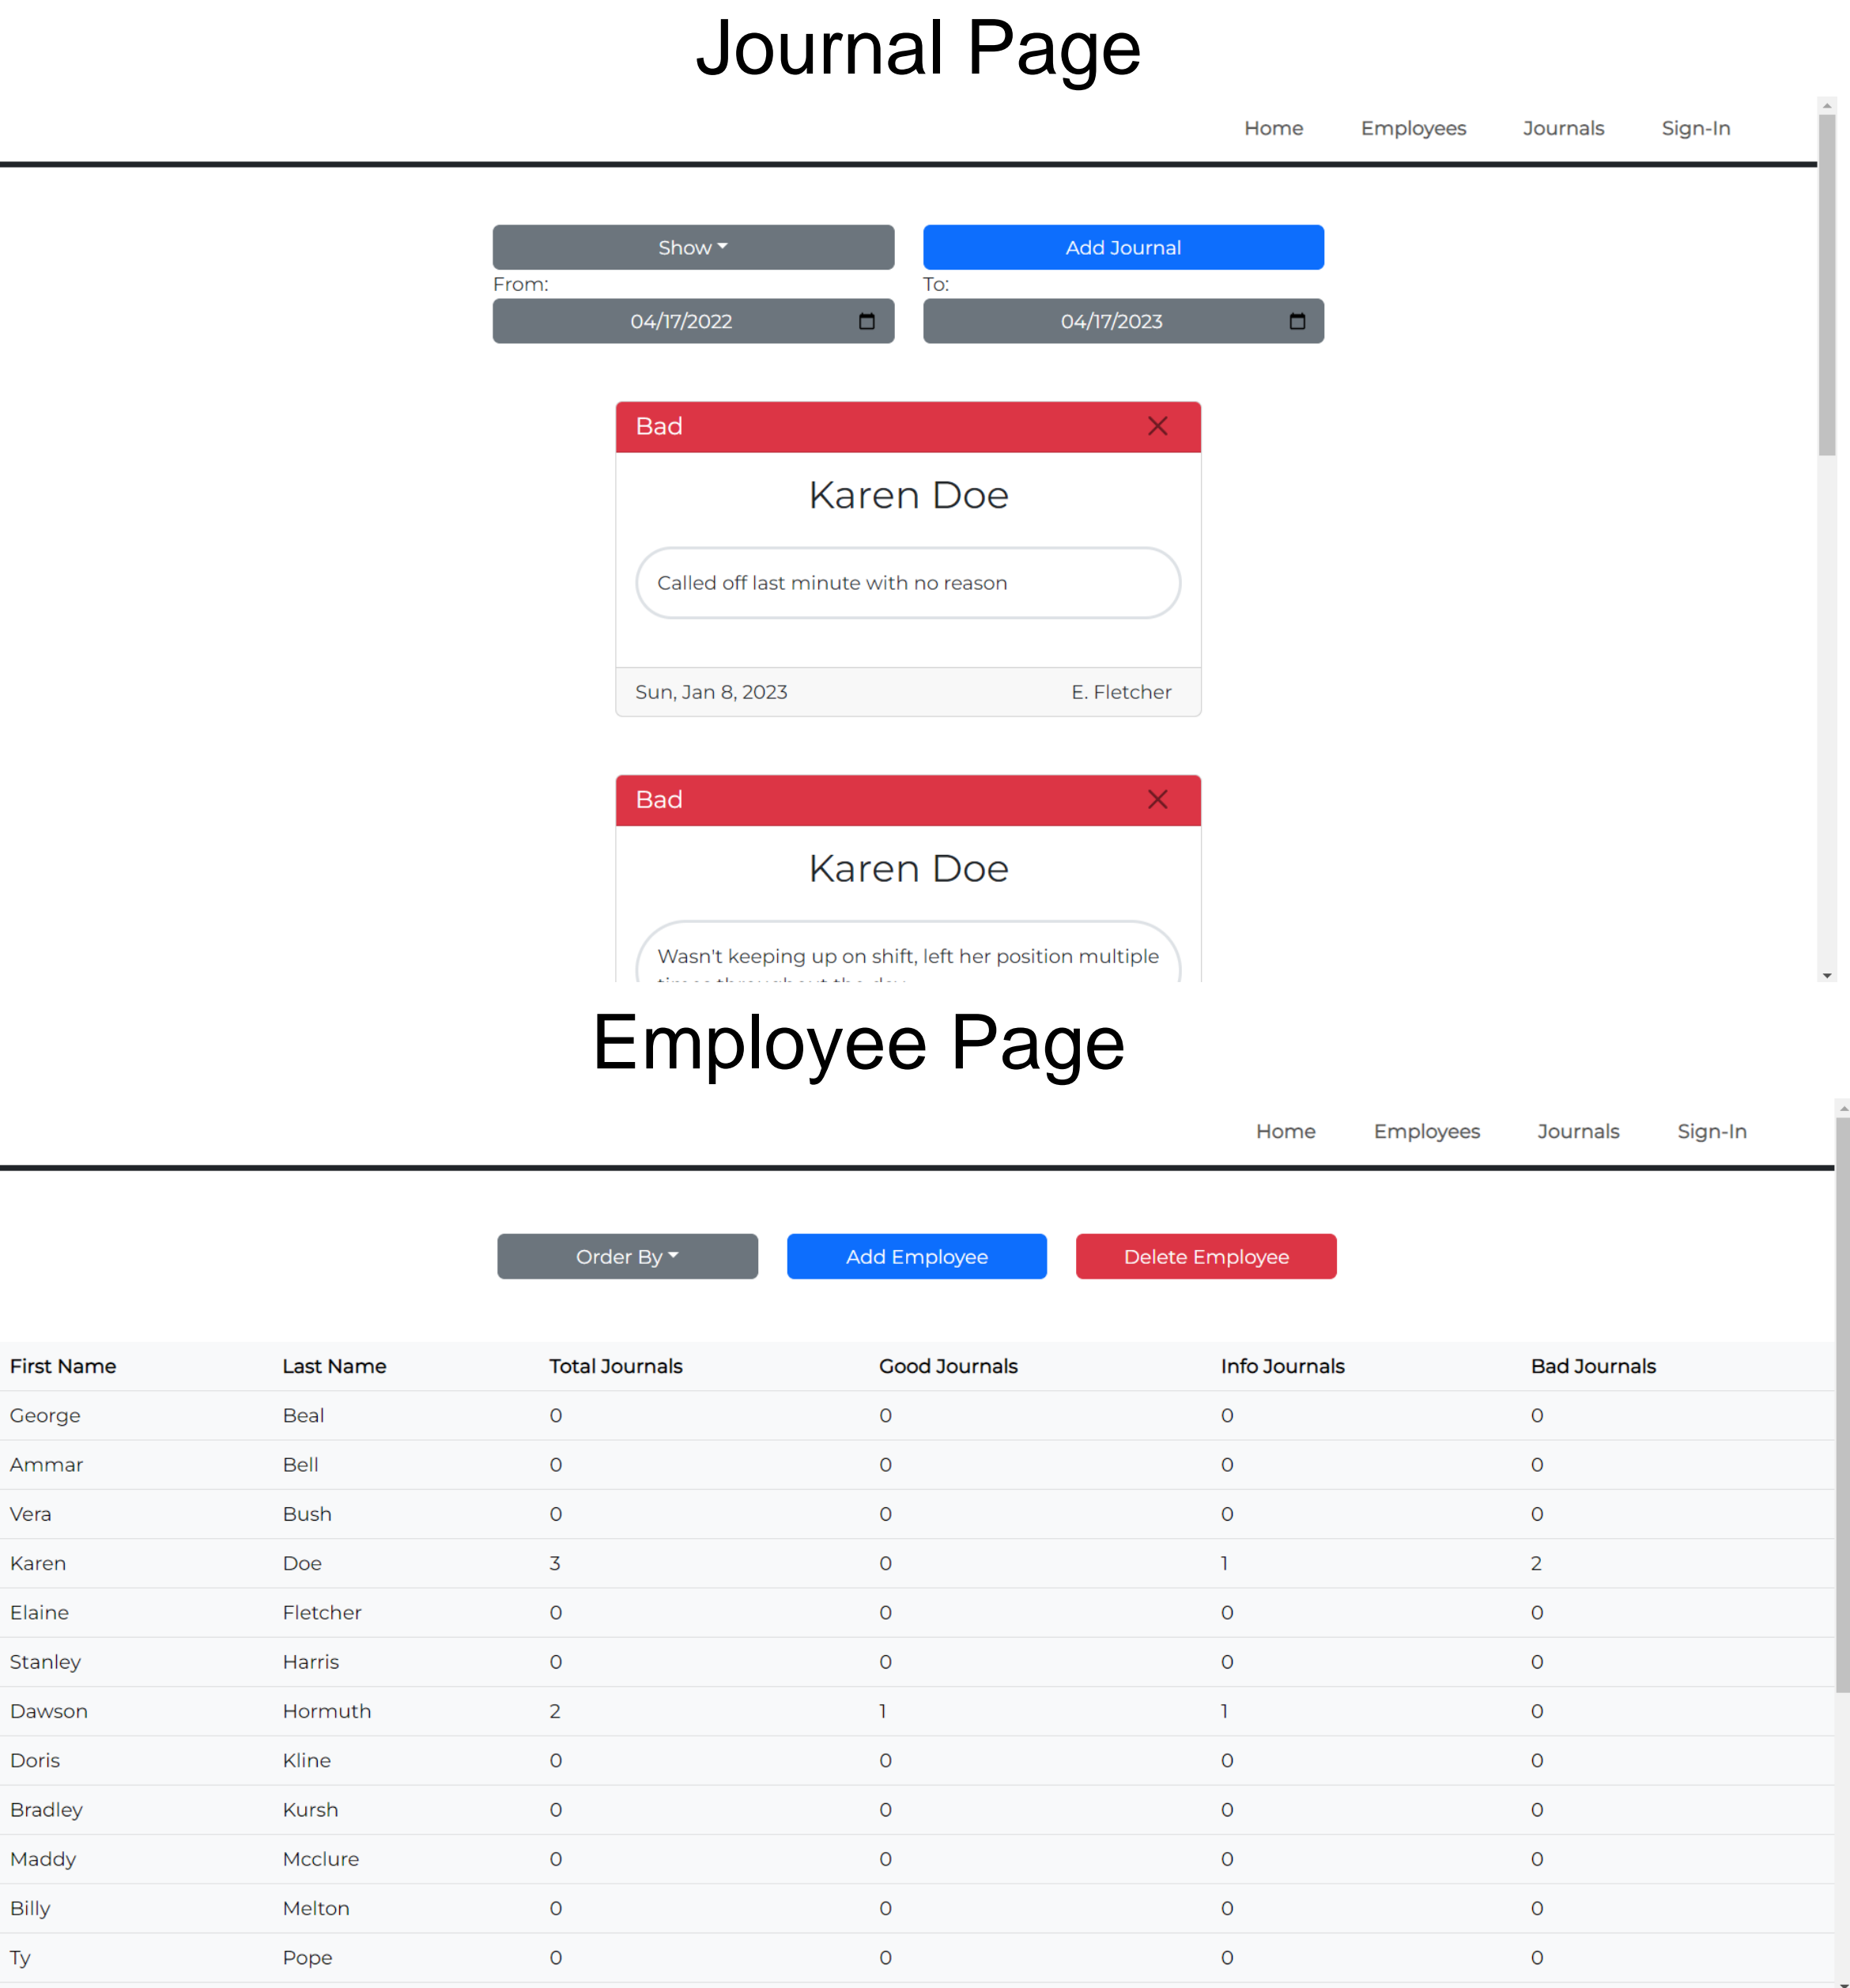 Journal Page
Home Employees Journals Sign-In
Show Add Journal
From: To:
04/17/2022 04/17/2023
Bad
Karen Doe
Called off last minute with no reason
Sun, Jan 8, 2023 E. Fletcher
Bad
Karen Doe
Wasn't keeping up on shift, left her position multiple
times throughout the day
Employee Page
Home Employees Journals Sign-In
Order By Add Employee Delete Employee
First Name Last Name Total Journals Good Journals Info Journals Bad Journals
George Beal 0 0 0 0
Ammar Bell 0 0 0 0
Vera Bush 0 0 0 0
Karen Doe 3 0 1 2
Elaine Fletcher 0 0 0 0
Stanley Harris 0 0 0 0
Dawson Hormuth 2 1 1 0
Doris Kline 0 0 0 0
Bradley Kursh 0 0 0 0
Maddy Mcclure 0 0 0 0
Billy Melton 0 0 0 0
Ty Pope 0 0 0 0